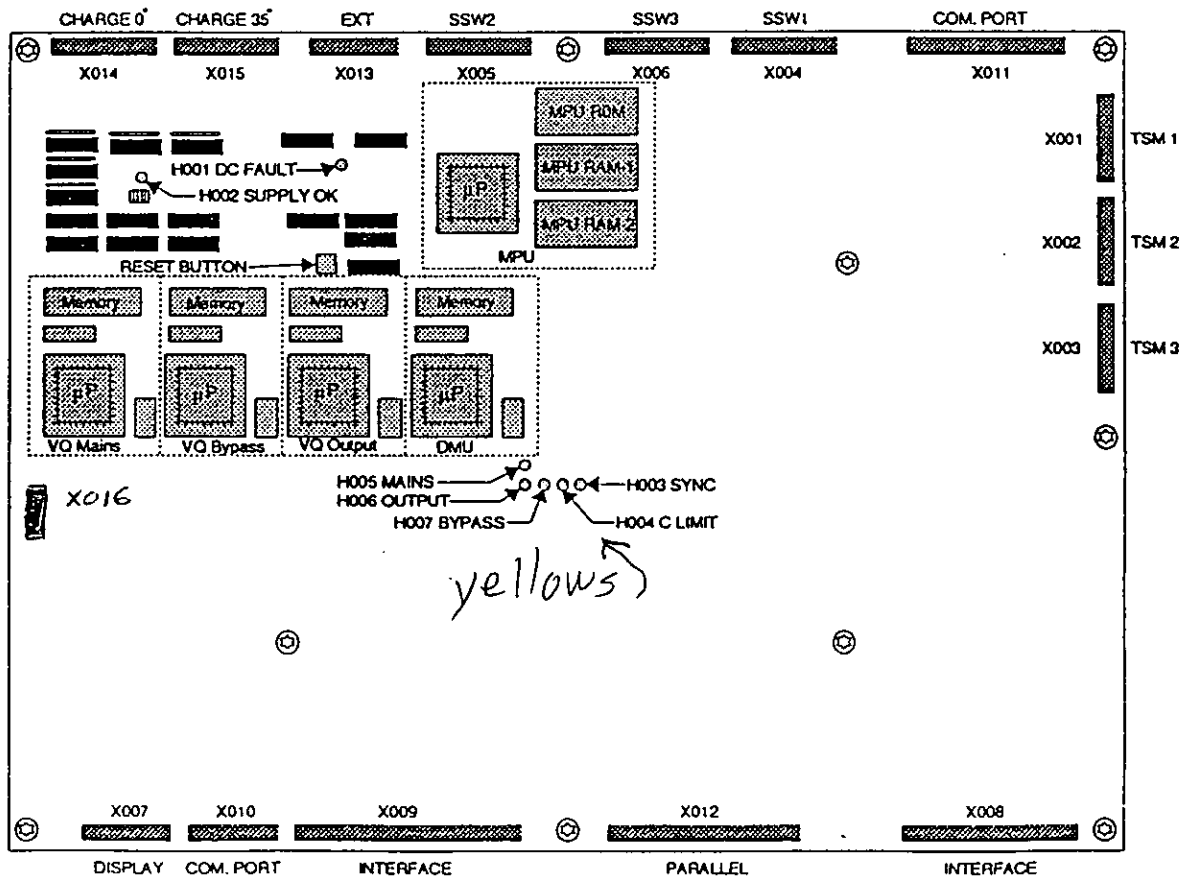 CHARGE 0° CHARGE 35° EXT SSW2 SSW3 SSW1 COM. PORT
X014 X015 X013 X005 X006 X004 X011
MPU ROM
X001 TSM 1
H001 DC FAULT
MPU RAM-1
µP
H002 SUPPLY OK
MPU RAM-2
X002 TSM 2
MPU
RESET BUTTON
Memory Memory Memory Memory
X003 TSM 3
µP µP µP µP
VQ Mains VQ Bypass VQ Output DMU
H005 MAINS
H003 SYNC
H006 OUTPUT
X016
H007 BYPASS H004 C LIMIT
yellows
X007 X010 X009 X012 X008
DISPLAY COM. PORT INTERFACE PARALLEL INTERFACE